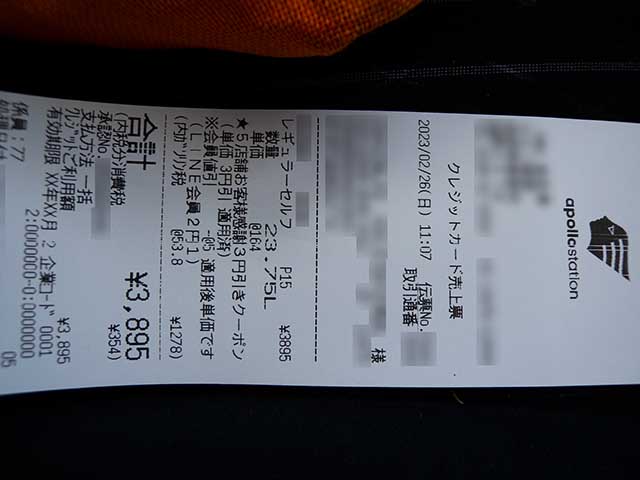 apollostation
クレジットカード売上票
2023/02/26(日) 11:07 伝票No.
取引通番
様
レギュラーセルフ P15 ¥3895
数量 23.75L
単価 @164
★5店舗お客様感謝3円引きクーポン
(単価 3円引 適用済)
※会員値引 -05 適用後単価です
(LINE会員2円1)
(内ガソリン税 @53.8 ¥1278)
合計 ¥3,895
(内税分消費税 ¥354)
承認No.
支払方法 一括
クレジットご利用額 ¥3,895
有効期限 XX年XX月 2 企業コード 0001
2:0000000-0:0000000
係員:77 05